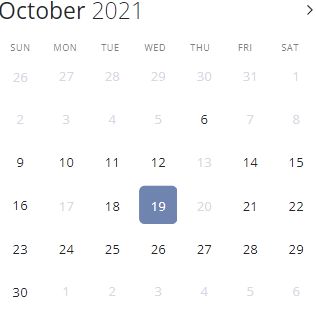 October 2021
SUN MON TUE WED THU FRI SAT
26 27 28 29 30 31 1
2 3 4 5 6 7 8
9 10 11 12 13 14 15
16 17 18 19 20 21 22
23 24 25 26 27 28 29
30 1 2 3 4 5 6